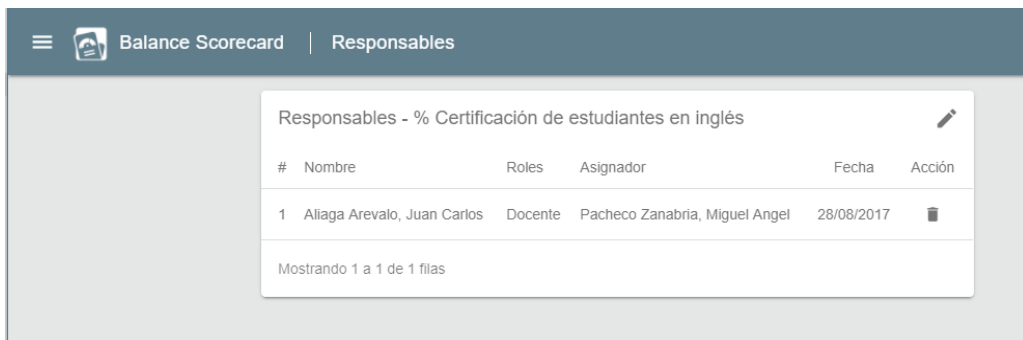 Balance Scorecard | Responsables
Responsables - % Certificación de estudiantes en inglés
# Nombre Roles Asignador Fecha Acción
1 Aliaga Arevalo, Juan Carlos Docente Pacheco Zanabria, Miguel Angel 28/08/2017
Mostrando 1 a 1 de 1 filas